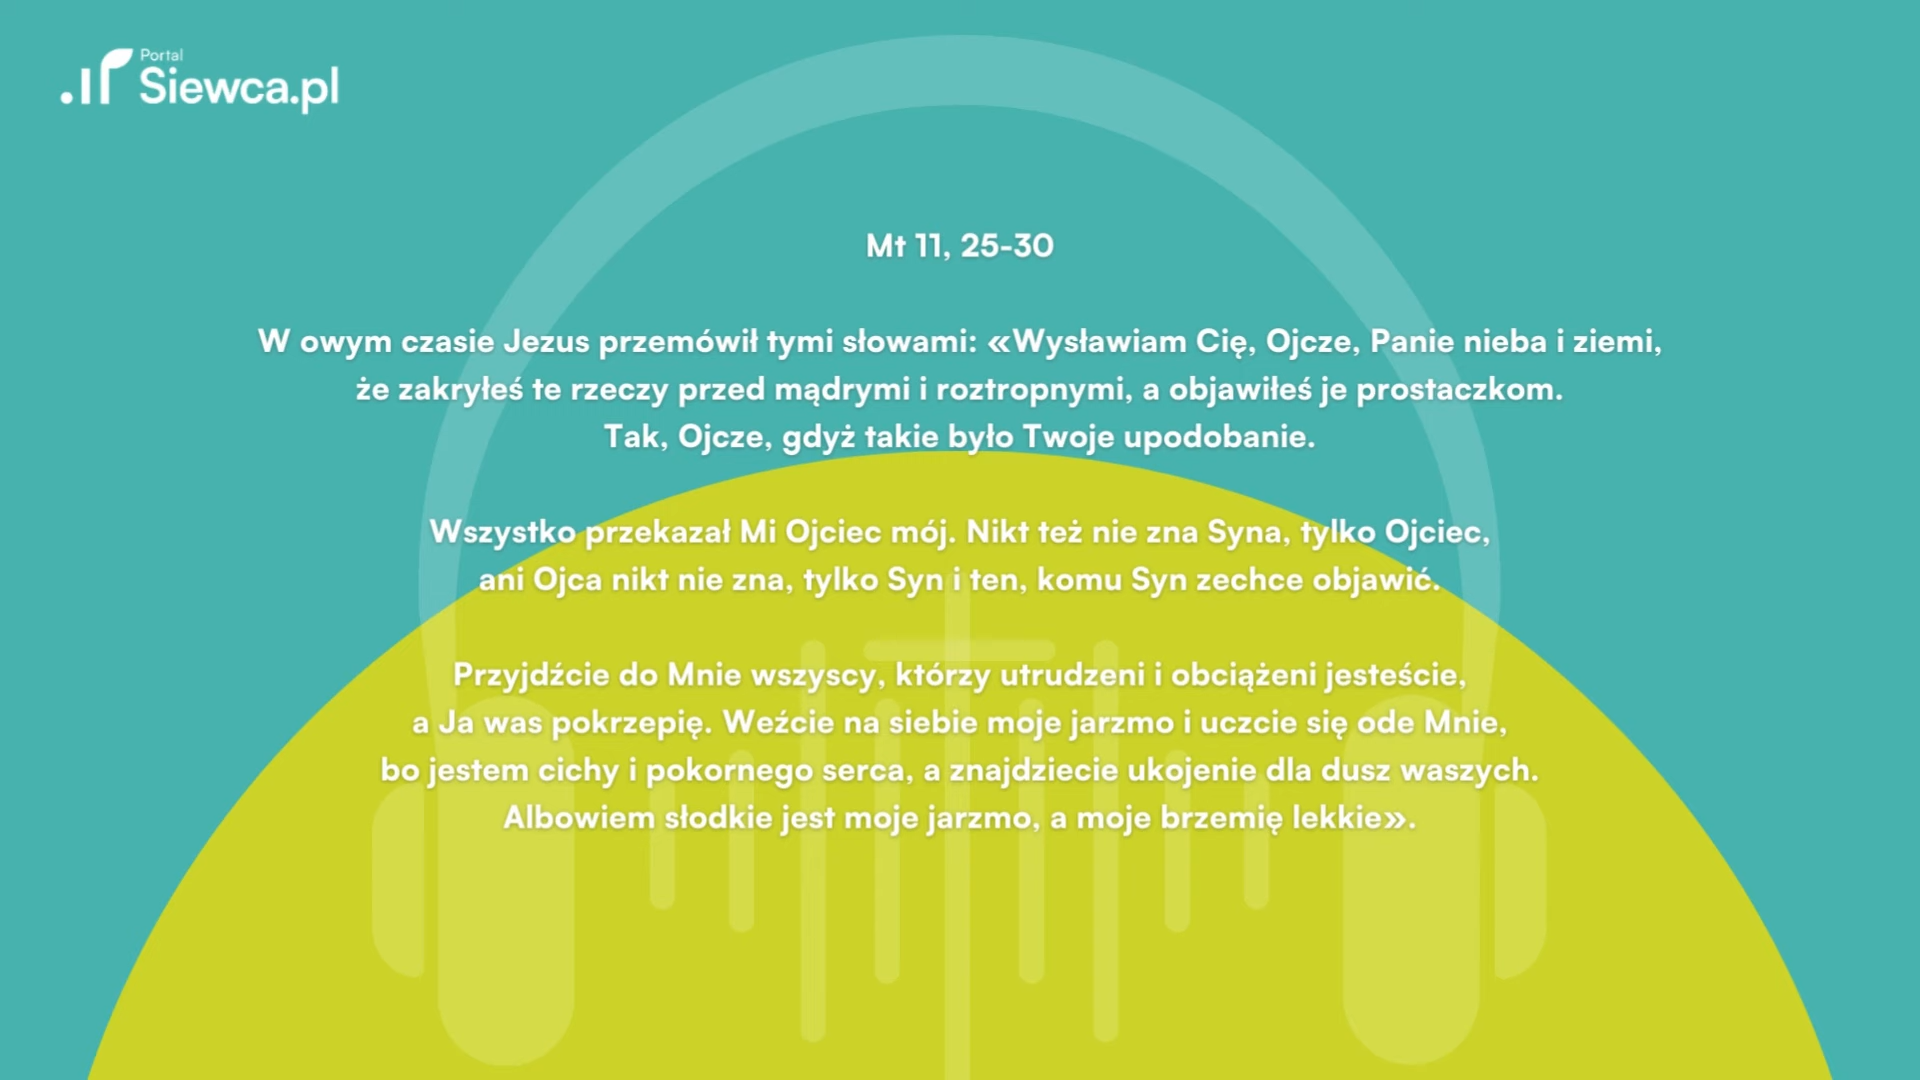 Portal
Siewca.pl
Mt 11, 25-30
W owym czasie Jezus przemówił tymi słowami: «Wysławiam Cię, Ojcze, Panie nieba i ziemi,
że zakryłeś te rzeczy przed mądrymi i roztropnymi, a objawiłeś je prostaczkom.
Tak, Ojcze, gdyż takie było Twoje upodobanie.
Wszystko przekazał Mi Ojciec mój. Nikt też nie zna Syna, tylko Ojciec,
ani Ojca nikt nie zna, tylko Syn i ten, komu Syn zechce objawić.
Przyjdźcie do Mnie wszyscy, którzy utrudzeni i obciążeni jesteście,
a Ja was pokrzepię. Weźcie na siebie moje jarzmo i uczcie się ode Mnie,
bo jestem cichy i pokornego serca, a znajdziecie ukojenie dla dusz waszych.
Albowiem słodkie jest moje jarzmo, a moje brzemię lekkie».